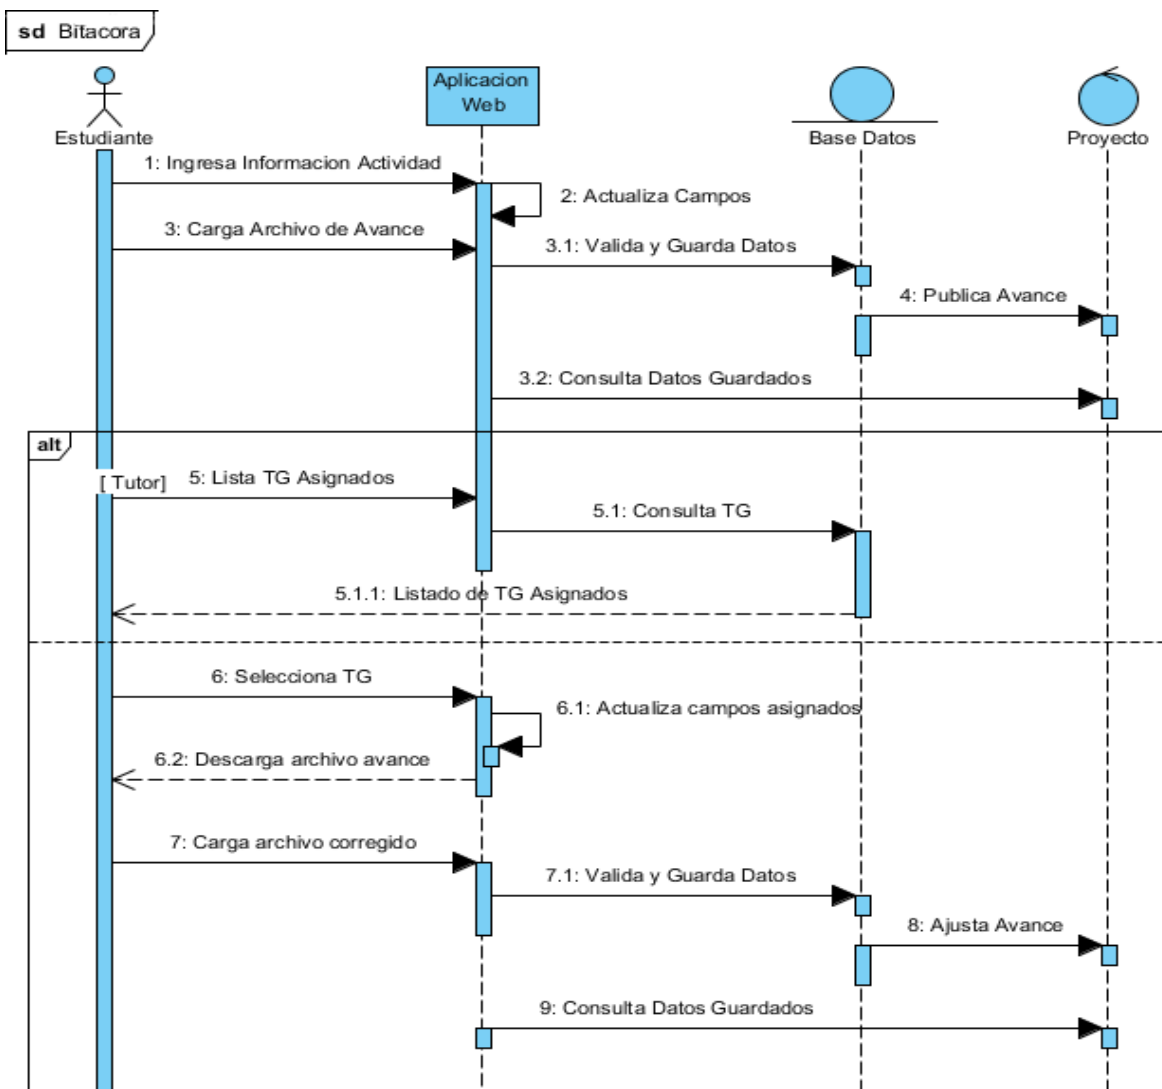 sd Bitacora
Estudiante
Aplicacion
Web
Base Datos
Proyecto
1: Ingresa Informacion Actividad
2: Actualiza Campos
3: Carga Archivo de Avance
3.1: Valida y Guarda Datos
4: Publica Avance
3.2: Consulta Datos Guardados
alt
[ Tutor]
5: Lista TG Asignados
5.1: Consulta TG
5.1.1: Listado de TG Asignados
6: Selecciona TG
6.1: Actualiza campos asignados
6.2: Descarga archivo avance
7: Carga archivo corregido
7.1: Valida y Guarda Datos
8: Ajusta Avance
9: Consulta Datos Guardados